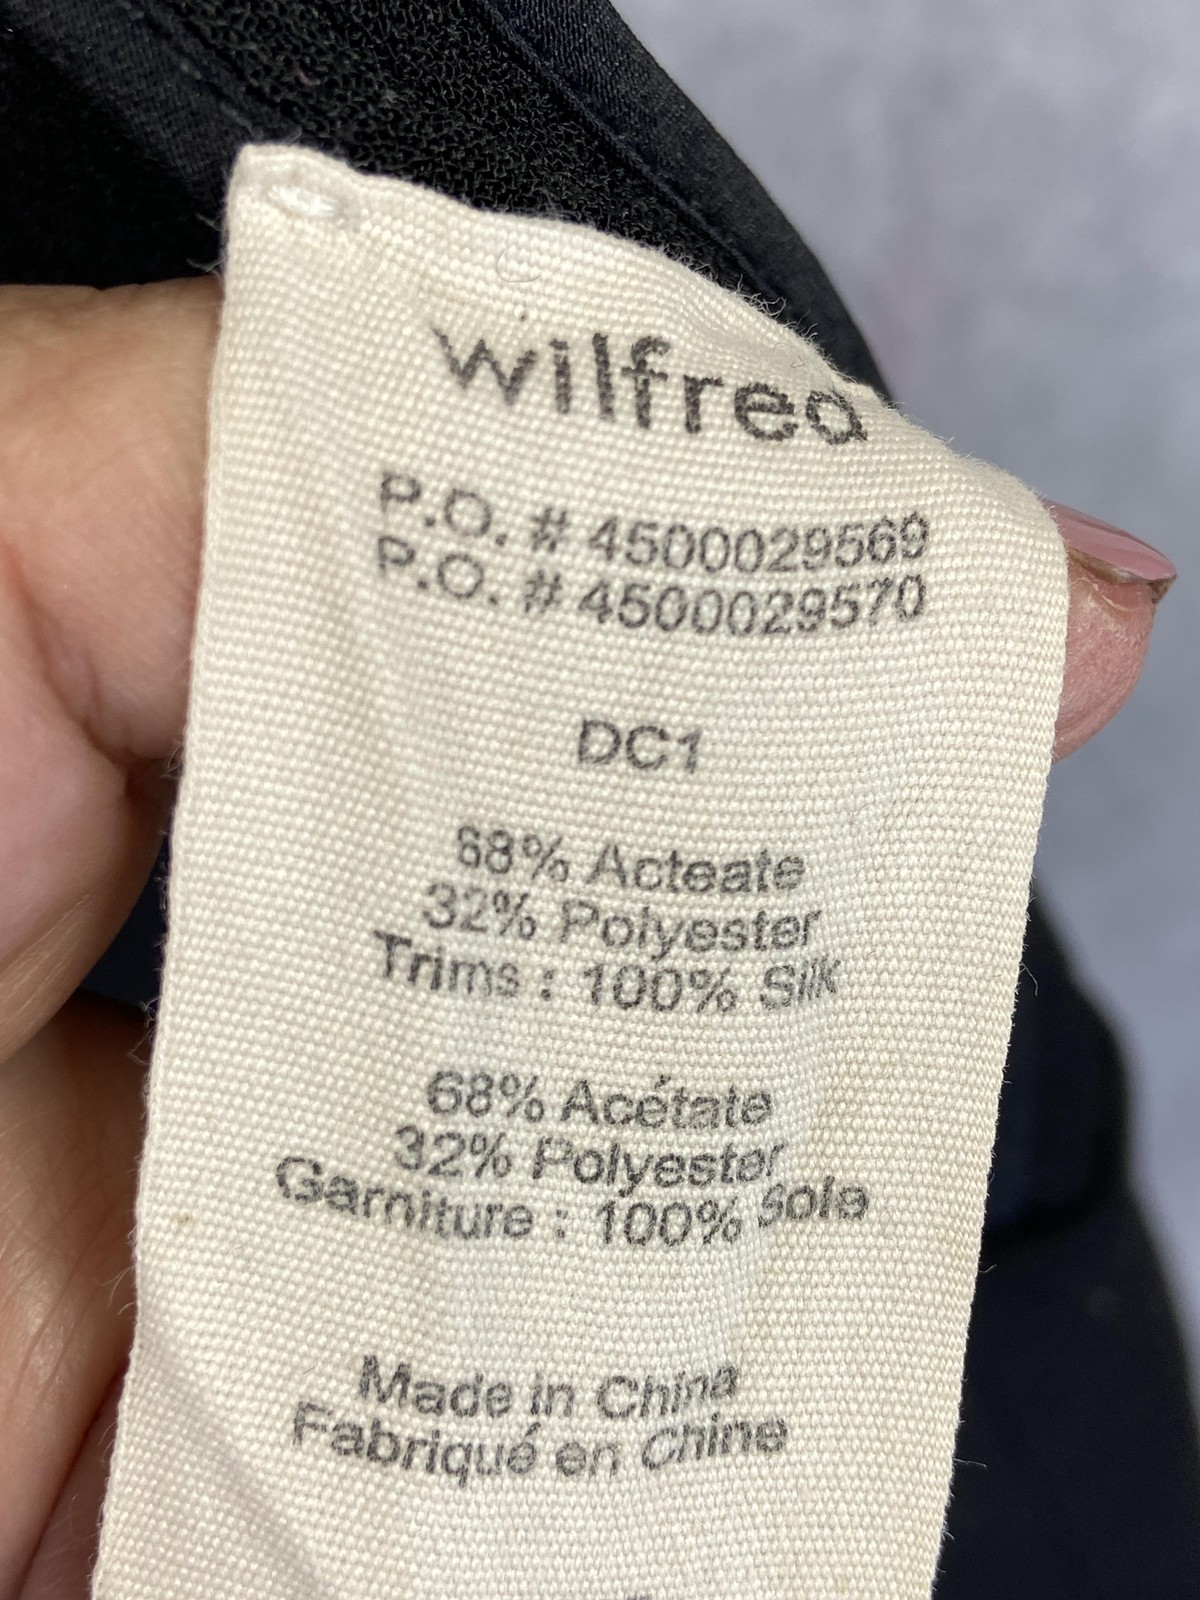 wilfred
P.O. # 4500029569
P.O. # 4500029570
DC1
68% Acteate
32% Polyester
Trims : 100% Silk
68% Acétate
32% Polyester
Garniture : 100% Soie
Made in China
Fabriqué en Chine